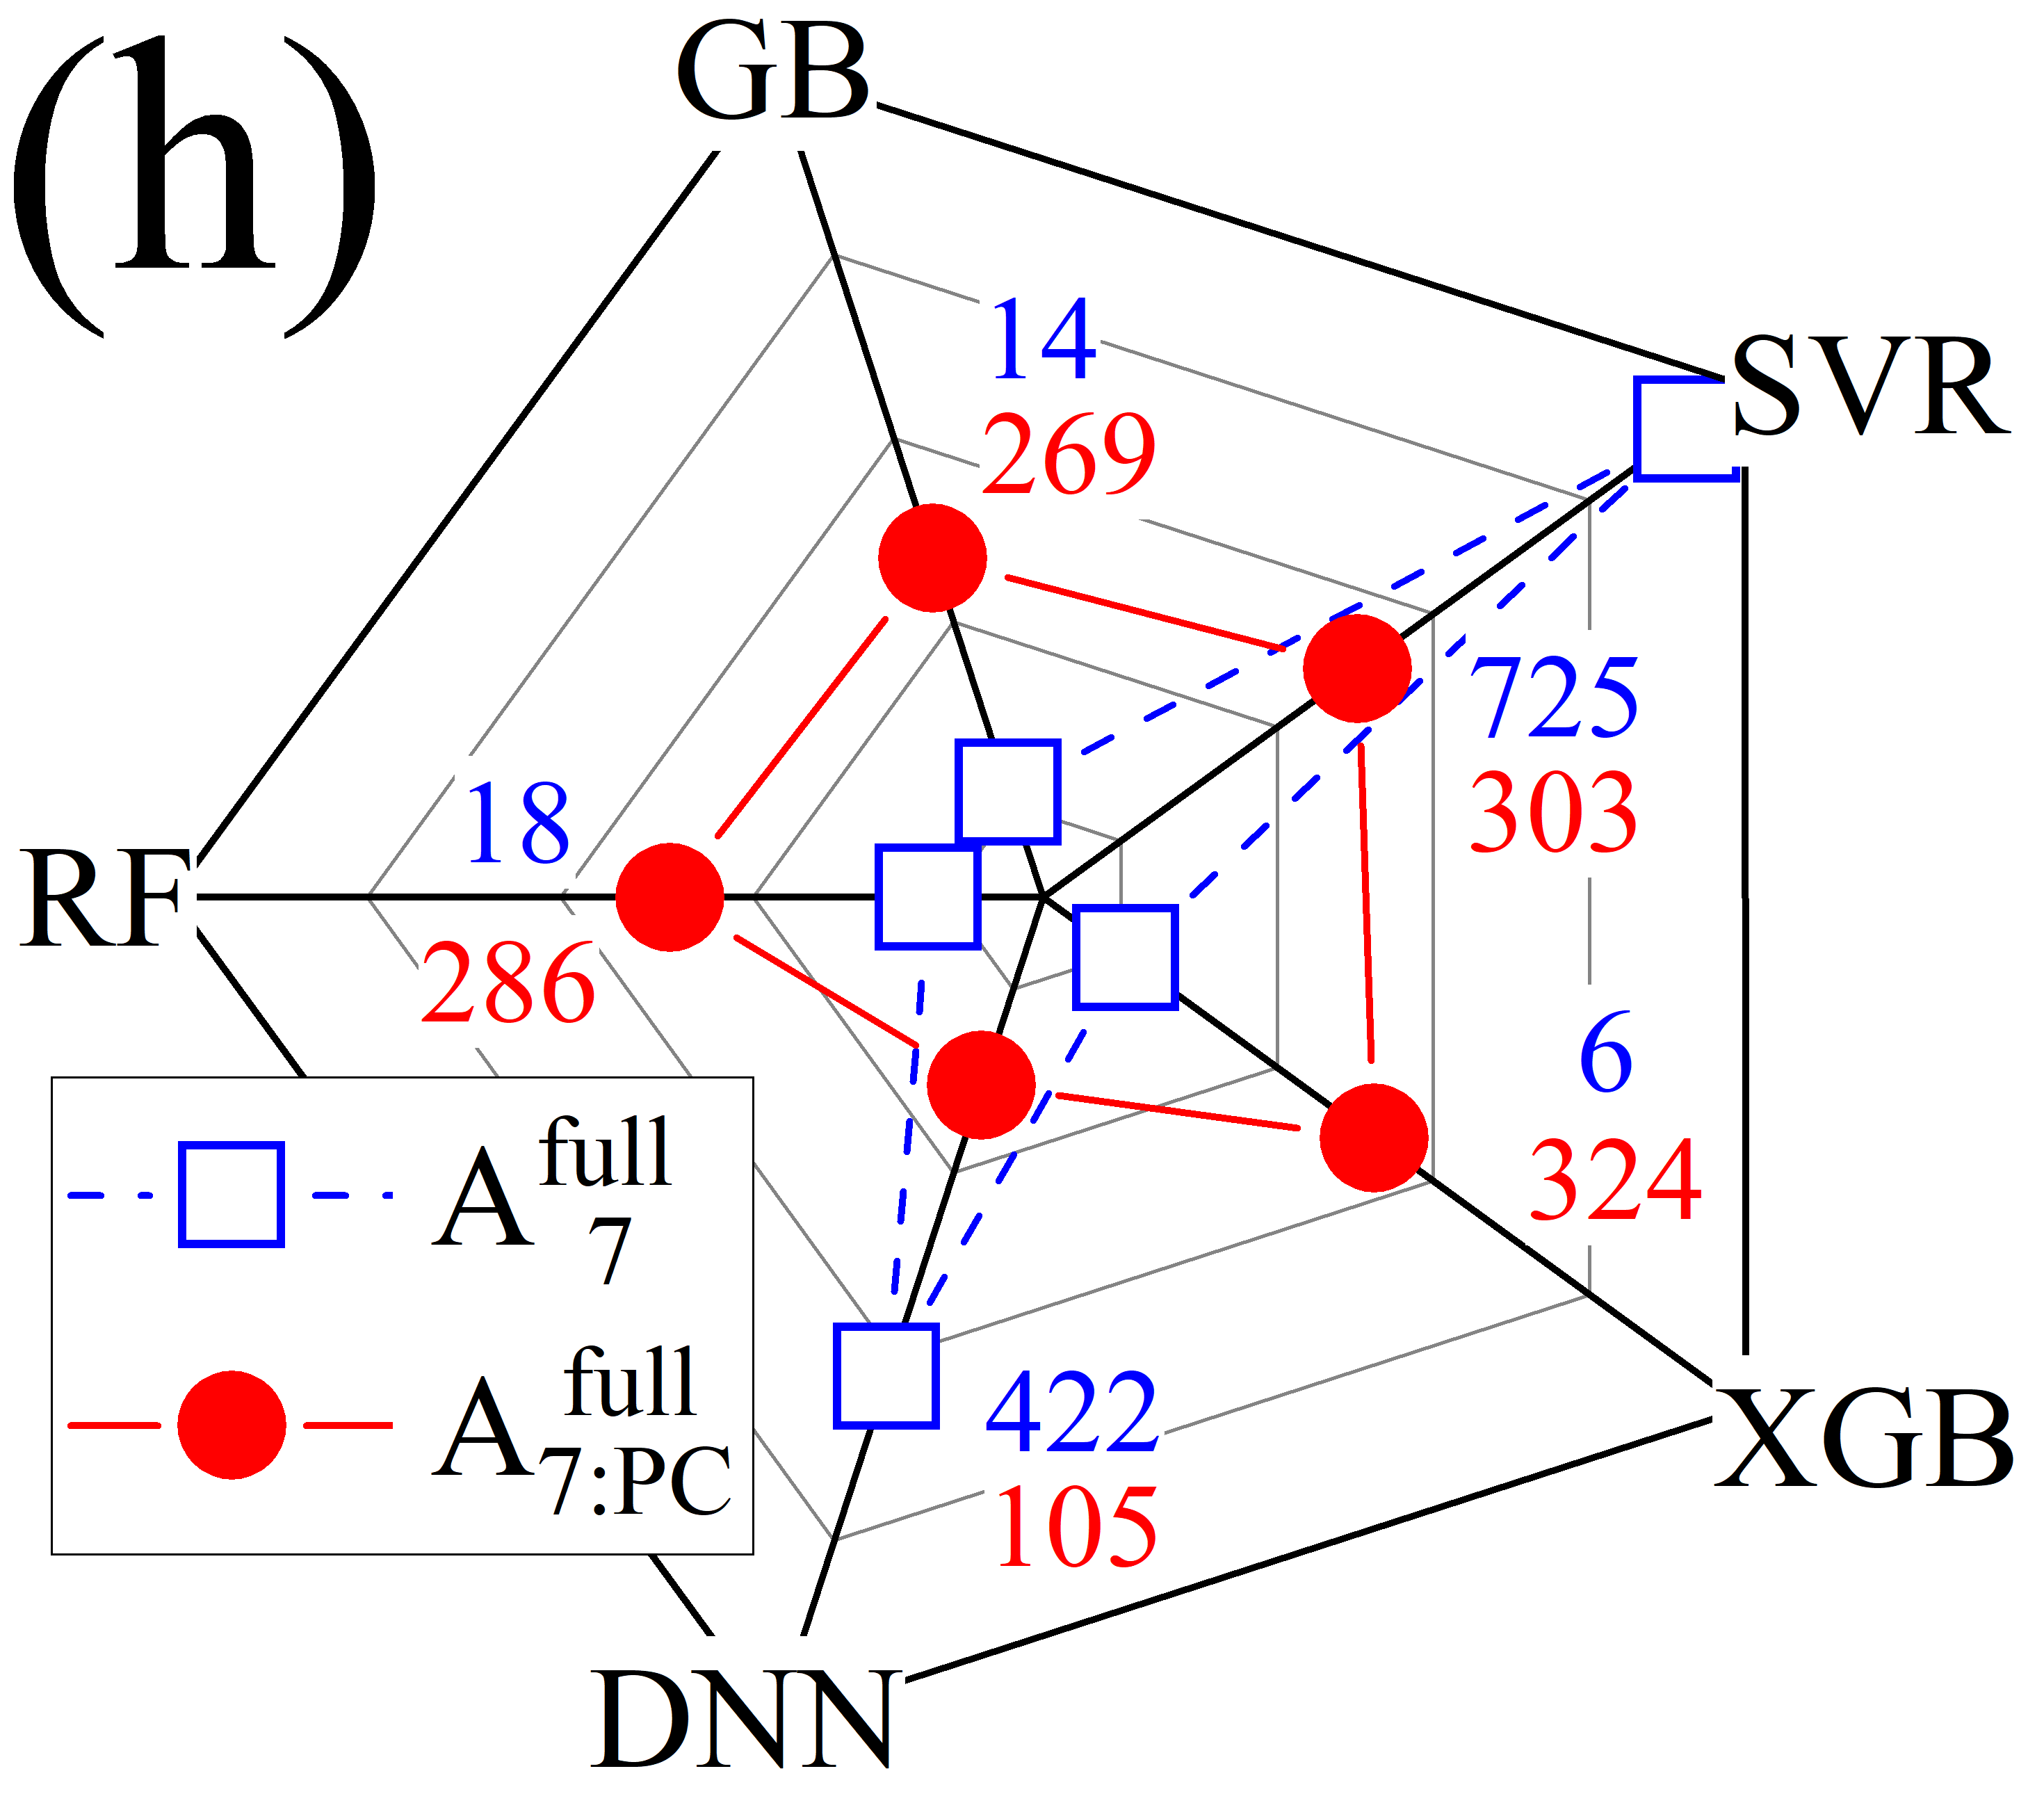 (h)
GB
14
269
SVR
725
303
RF
18
286
6
324
A full 7
A full 7:PC
422
105
XGB
DNN